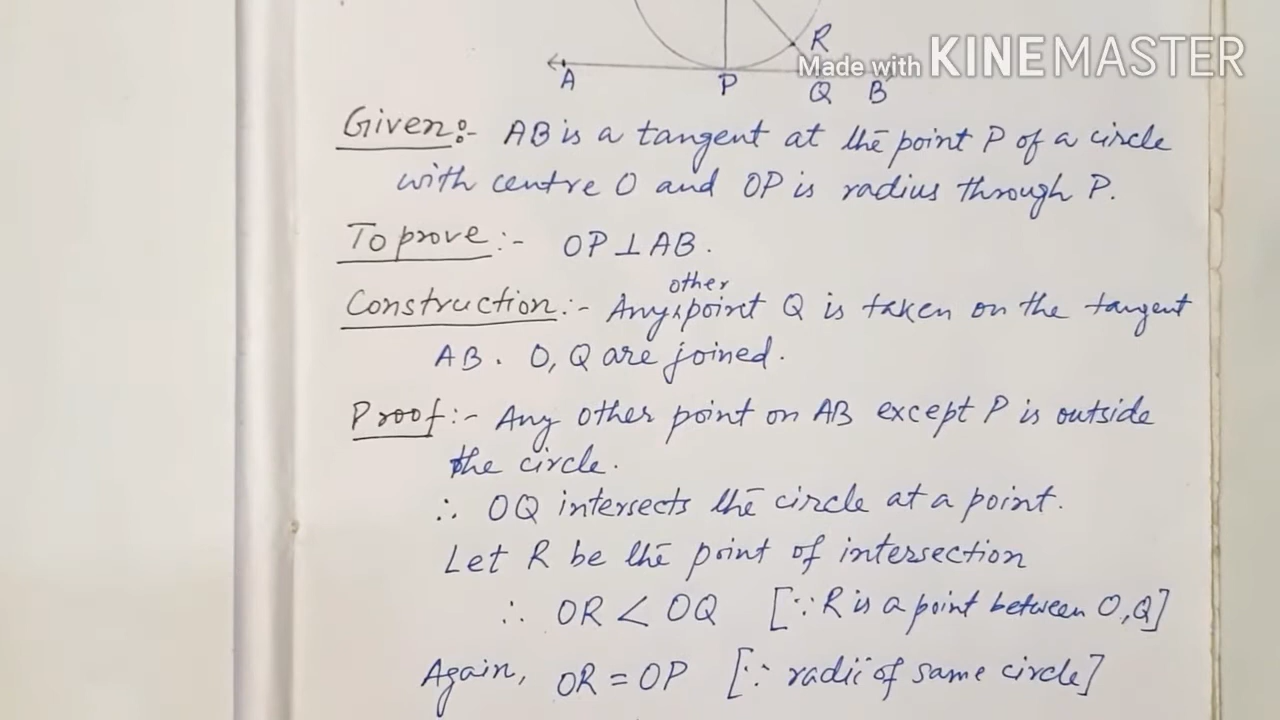 R
Made with KINEMASTER
A P Q B
Given:- AB is a tangent at the point P of a circle
with centre O and OP is radius through P.
To prove:- OP ⊥ AB.
other
Construction:- Any point Q is taken on the tangent
AB. O, Q are joined.
Proof:- Any other point on AB except P is outside
the circle.
∴ OQ intersects the circle at a point.
Let R be the point of intersection
∴ OR < OQ [∵ R is a point between O, Q]
Again, OR = OP [∵ radii of same circle]